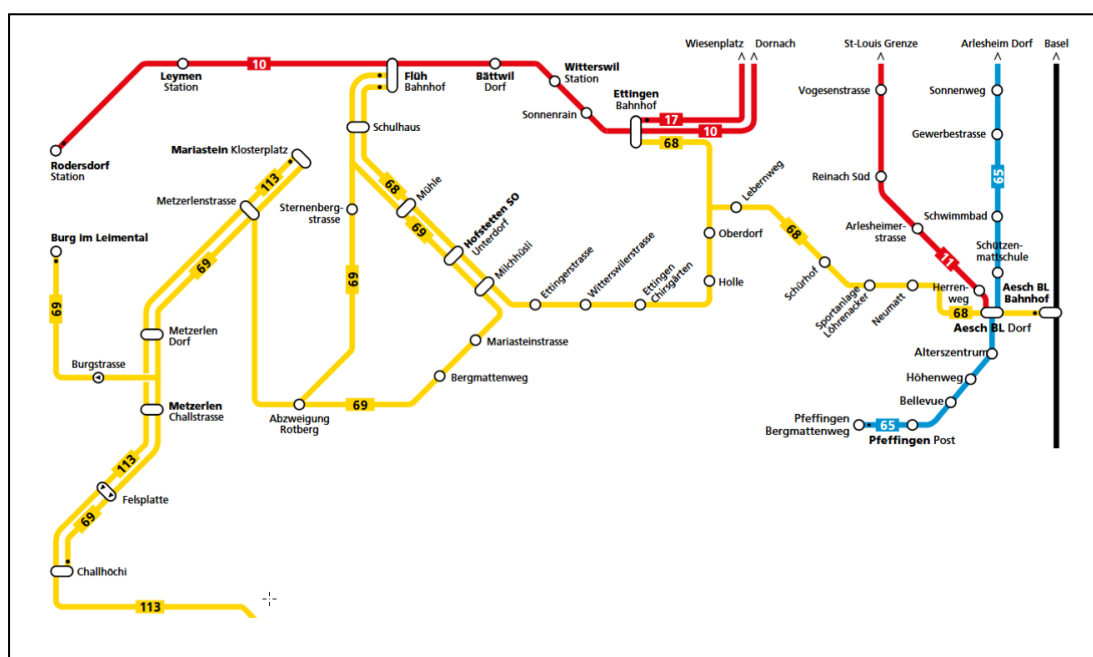 Wiesenplatz
Dornach
St-Louis Grenze
Arlesheim Dorf
Basel
Leymen
Station
10
Flüh
Bahnhof
Bättwil
Dorf
Witterswil
Station
Sonnenrain
Ettingen
Bahnhof
17
10
68
Vogesenstrasse
Sonnenweg
Gewerbestrasse
65
Schulhaus
Rodersdorf
Station
Mariastein Klosterplatz
113
Metzerlenstrasse
69
Sternenberg-
strasse
68
Mühle
69
Hofstetten SO
Unterdorf
Milchhüsli
69
Lebernweg
Reinach Süd
Schwimmbad
Arlesheimer-
strasse
11
Schützen-
mattschule
Burg im Leimental
69
Oberdorf
68
Schürhof
Holle
Ettingerstrasse
Witterswilerstrasse
Ettingen
Chirsgärten
Sportanlage
Löhrenacker
Neumatt
Herren-
weg
68
Aesch BL
Bahnhof
Aesch BL Dorf
Metzerlen
Dorf
Mariasteinstrasse
Alterszentrum
Burgstrasse
Bergmattenweg
Höhenweg
Bellevue
Metzerlen
Challstrasse
Abzweigung
Rotberg
69
Pfeffingen
Bergmattenweg
65
Pfeffingen Post
113
Felsplatte
69
Challhöchi
113